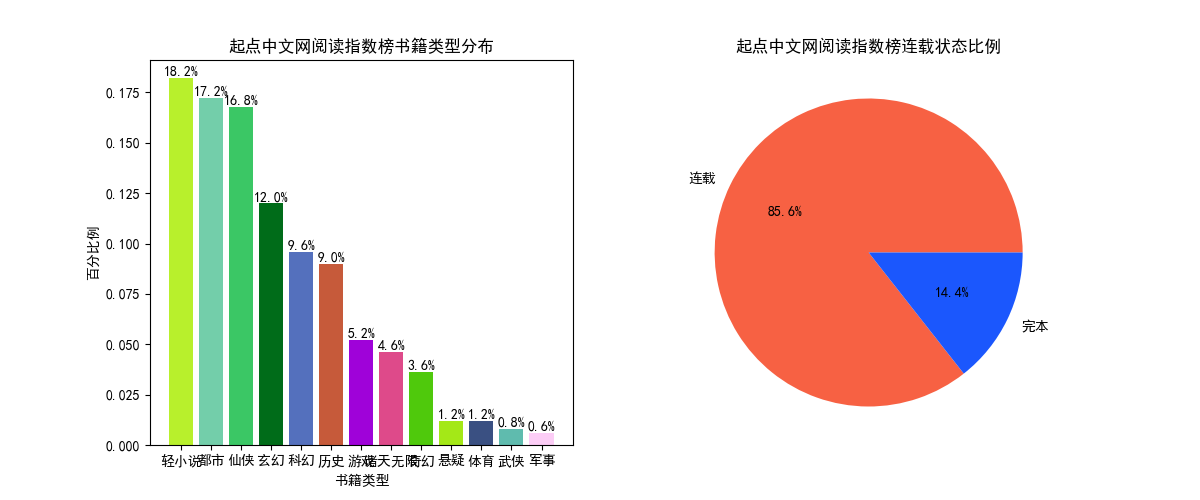 起点中文网阅读指数榜书籍类型分布
百分比例
0.175
0.150
0.125
0.100
0.075
0.050
0.025
0.000
18.2%
17.2%
16.8%
12.0%
9.6%
9.0%
5.2%
4.6%
3.6%
1.2%
1.2%
0.8%
0.6%
轻小说
都市
仙侠
玄幻
科幻
历史
游戏
诸天无限
奇幻
悬疑
体育
武侠
军事
书籍类型
起点中文网阅读指数榜连载状态比例
连载
85.6%
14.4%
完本